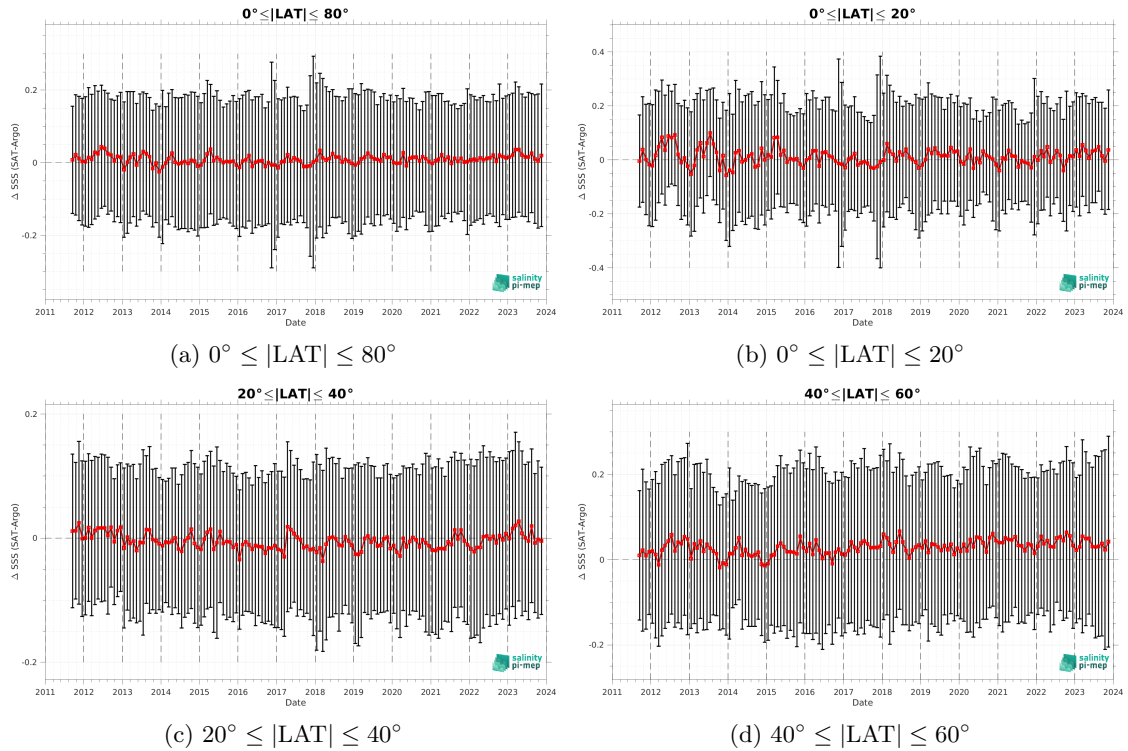 0°≤|LAT|≤ 80°
Δ SSS (SAT-Argo)
0.2
0
-0.2
salinity
pi-mep
2011 2012 2013 2014 2015 2016 2017 2018 2019 2020 2021 2022 2023 2024
Date
(a) 0° ≤ |LAT| ≤ 80°
0°≤|LAT|≤ 20°
Δ SSS (SAT-Argo)
0.4
0.2
0
-0.2
-0.4
salinity
pi-mep
2011 2012 2013 2014 2015 2016 2017 2018 2019 2020 2021 2022 2023 2024
Date
(b) 0° ≤ |LAT| ≤ 20°
20°≤|LAT|≤ 40°
Δ SSS (SAT-Argo)
0.2
0
-0.2
salinity
pi-mep
2011 2012 2013 2014 2015 2016 2017 2018 2019 2020 2021 2022 2023 2024
Date
(c) 20° ≤ |LAT| ≤ 40°
40°≤|LAT|≤ 60°
Δ SSS (SAT-Argo)
0.2
0
-0.2
salinity
pi-mep
2011 2012 2013 2014 2015 2016 2017 2018 2019 2020 2021 2022 2023 2024
Date
(d) 40° ≤ |LAT| ≤ 60°